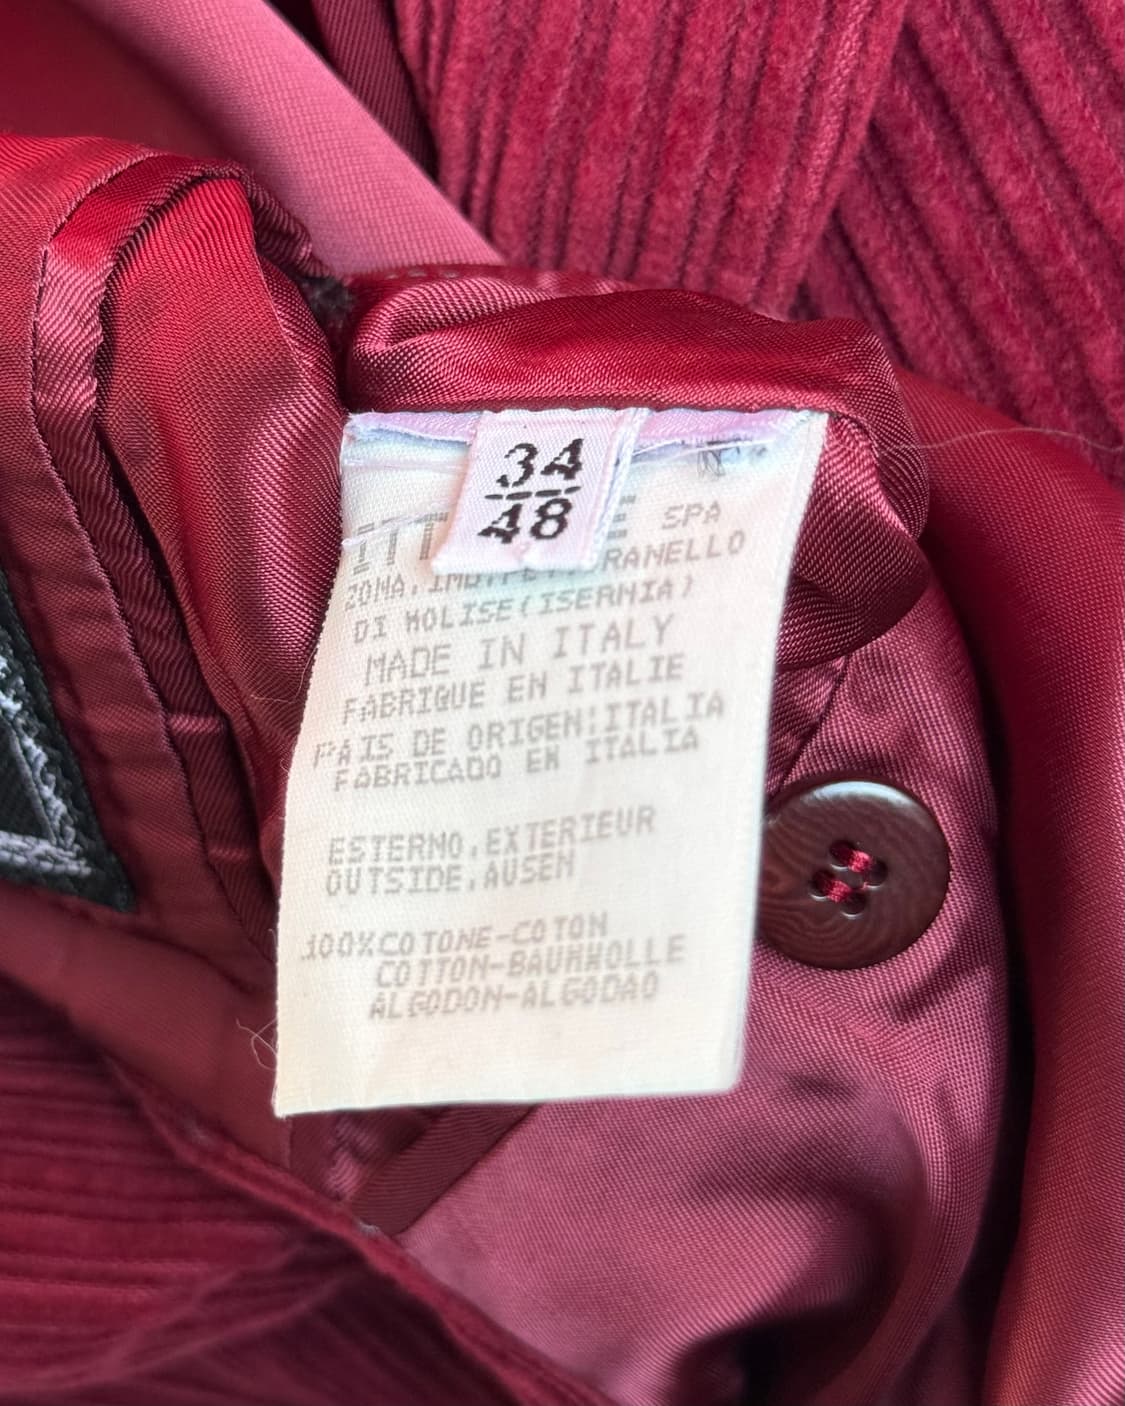 34
48
SPA
DI MOLISE(ISERNIA)
MADE IN ITALY
FABRIQUE EN ITALIE
PAIS DE ORIGEN:ITALIA
FABRICADO EN ITALIA
ESTERNO.EXTERIEUR
OUTSIDE.AUSEN
100%COTONE-COTON
COTTON-BAUMWOLLE
ALGODON-ALGODAO